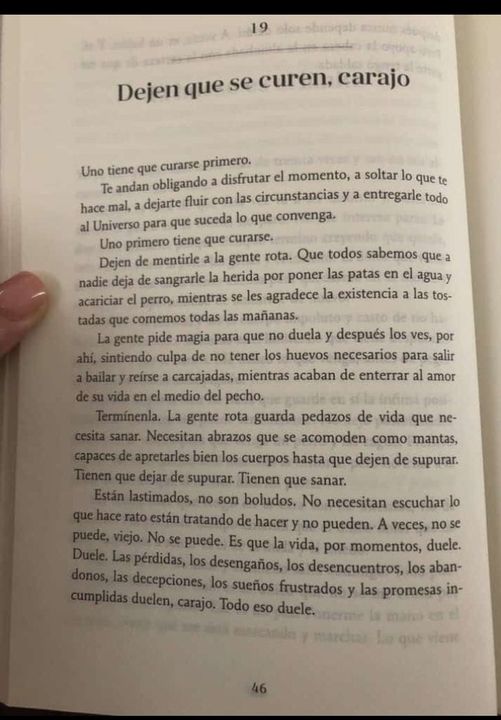 19
Dejen que se curen, carajo
Uno tiene que curarse primero.
Te andan obligando a disfrutar el momento, a soltar lo que te
hace mal, a dejarte fluir con las circunstancias y a entregarle todo
al Universo para que suceda lo que convenga.
Uno primero tiene que curarse.
Dejen de mentirle a la gente rota. Que todos sabemos que a
nadie deja de sangrarle la herida por poner las patas en el agua y
acariciar el perro, mientras se les agradece la existencia a las tos-
tadas que comemos todas las mañanas.
La gente pide magia para que no duela y después los ves, por
ahí, sintiendo culpa de no tener los huevos necesarios para salir
a bailar y reírse a carcajadas, mientras acaban de enterrar al amor
de su vida en el medio del pecho.
Termínenla. La gente rota guarda pedazos de vida que ne-
cesita sanar. Necesitan abrazos que se acomoden como mantas,
capaces de apretarles bien los cuerpos hasta que dejen de supurar.
Tienen que dejar de supurar. Tienen que sanar.
Están lastimados, no son boludos. No necesitan escuchar lo
que hace rato están tratando de hacer y no pueden. A veces, no se
puede, viejo. No se puede. Es que la vida, por momentos, duele.
Duele. Las pérdidas, los desengaños, los desencuentros, los aban-
donos, las decepciones, los sueños frustrados y las promesas in-
cumplidas duelen, carajo. Todo eso duele.
46